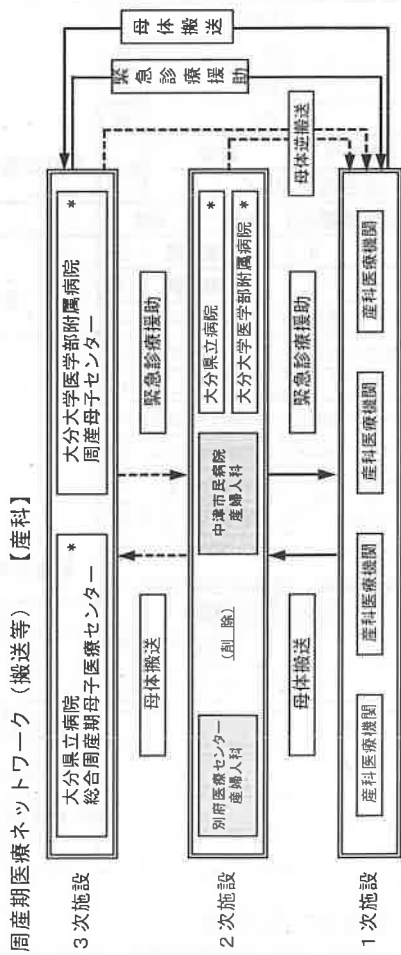 周産期医療ネットワーク（搬送等）【産科】
3次施設
大分県立病院
総合周産期母子医療センター
*
大分大学医学部附属病院
周産母子センター
*
母体搬送
緊急診療援助
2次施設
別府医療センター
産婦人科
（削 除）
中津市民病院
産婦人科
大分県立病院
*
大分大学医学部附属病院
*
母体搬送
緊急診療援助
1次施設
産科医療機関
産科医療機関
産科医療機関
産科医療機関
母体逆搬送
緊急診療援助
母体搬送